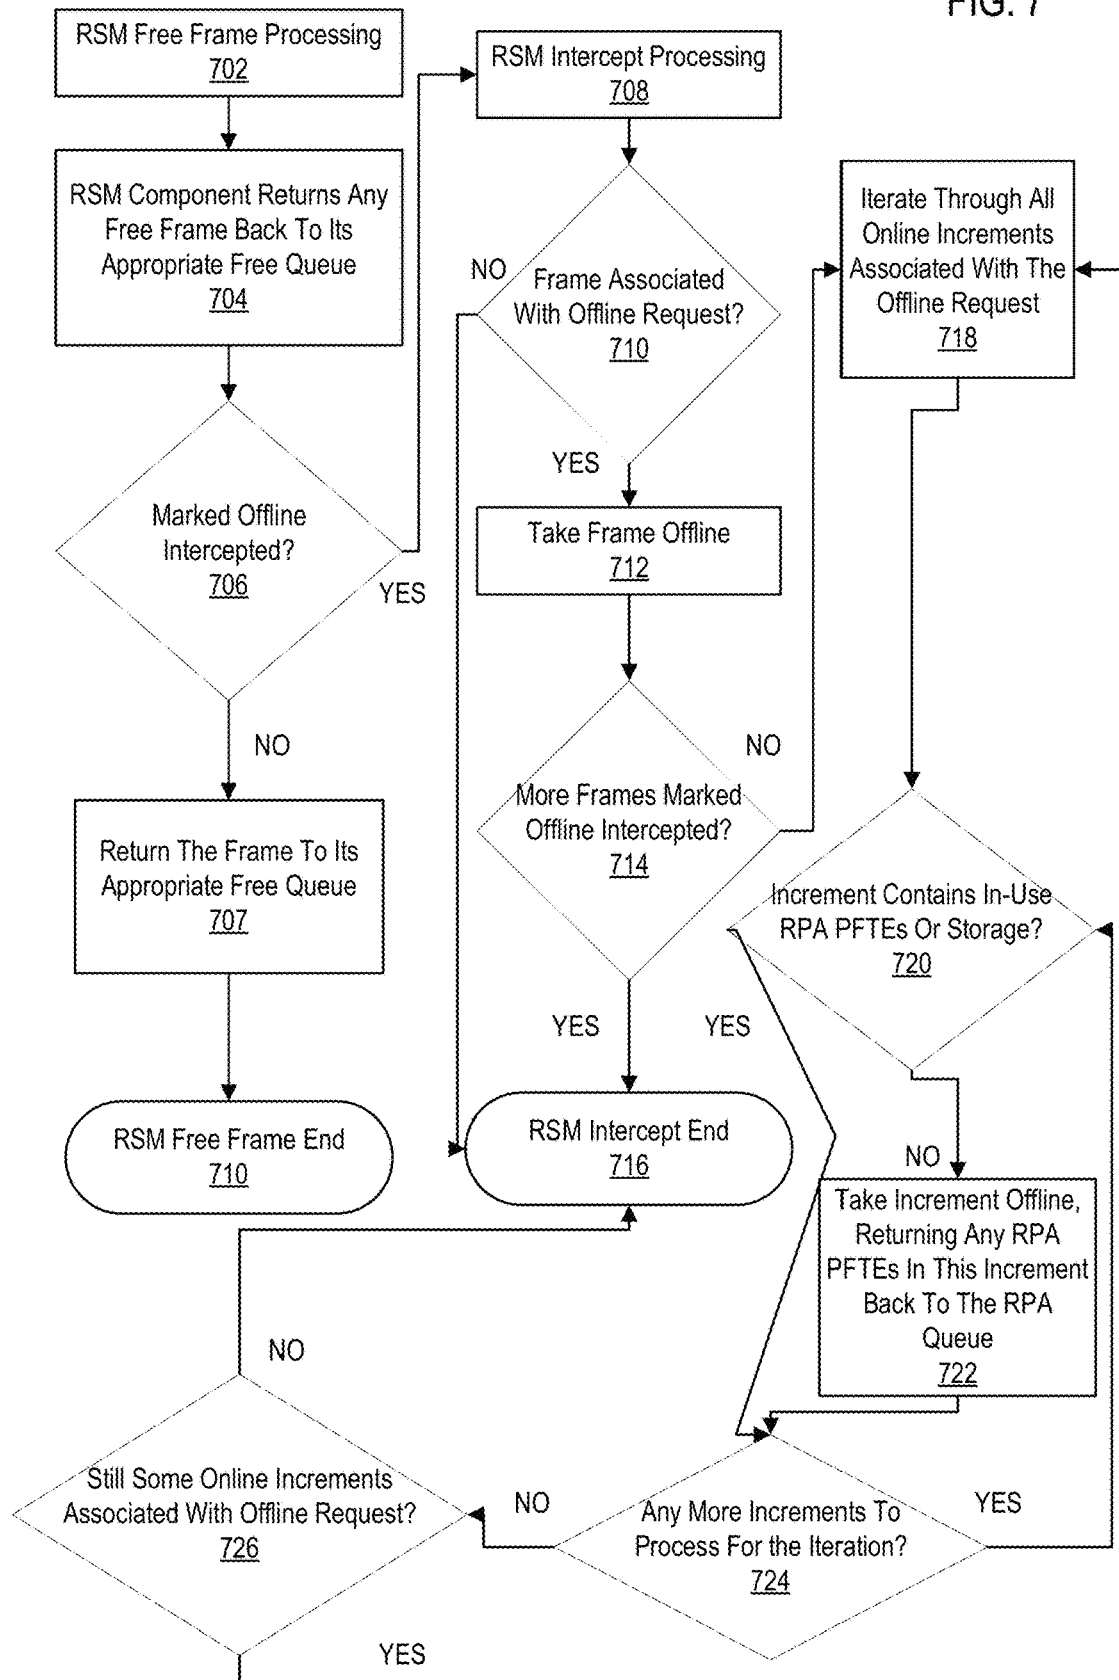 FIG. 7
RSM Free Frame Processing
702
RSM Component Returns Any
Free Frame Back To Its
Appropriate Free Queue
704
Marked Offline
Intercepted?
706
YES
NO
Return The Frame To Its
Appropriate Free Queue
707
RSM Free Frame End
710
RSM Intercept Processing
708
NO
Frame Associated
With Offline Request?
710
YES
Take Frame Offline
712
NO
More Frames Marked
Offline Intercepted?
714
YES
RSM Intercept End
716
Iterate Through All
Online Increments
Associated With The
Offline Request
718
Increment Contains In-Use
RPA PFTEs Or Storage?
720
YES
NO
Take Increment Offline,
Returning Any RPA
PFTEs In This Increment
Back To The RPA
Queue
722
Any More Increments To
Process For the Iteration?
724
YES
NO
Still Some Online Increments
Associated With Offline Request?
726
NO
YES